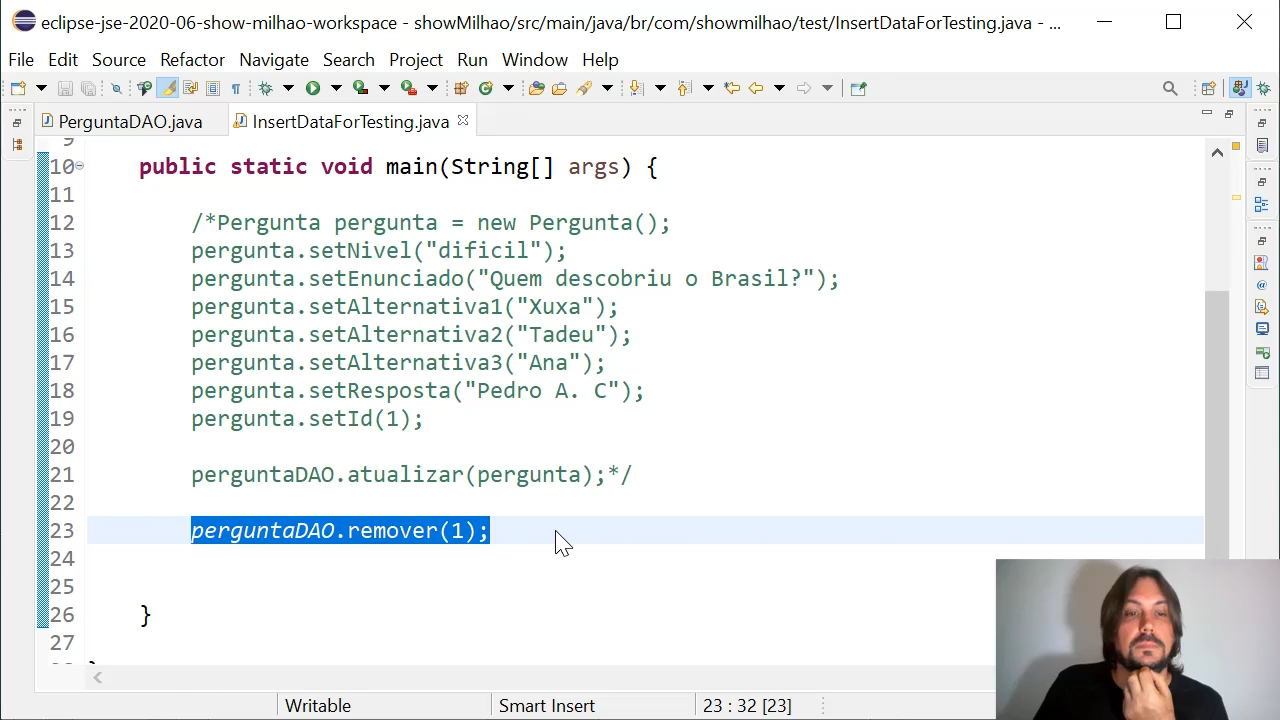 eclipse-jse-2020-06-show-milhao-workspace - showMilhao/src/main/java/br/com/showmilhao/test/InsertDataForTesting.java - ...
File Edit Source Refactor Navigate Search Project Run Window Help
PerguntaDAO.java InsertDataForTesting.java
9
10 public static void main(String[] args) {
11
12 /*Pergunta pergunta = new Pergunta();
13 pergunta.setNivel("dificil");
14 pergunta.setEnunciado("Quem descobriu o Brasil?");
15 pergunta.setAlternativa1("Xuxa");
16 pergunta.setAlternativa2("Tadeu");
17 pergunta.setAlternativa3("Ana");
18 pergunta.setResposta("Pedro A. C");
19 pergunta.setId(1);
20
21 perguntaDAO.atualizar(pergunta);*/
22
23 perguntaDAO.remover(1);
24
25
26 }
27
Writable Smart Insert 23 : 32 [23]